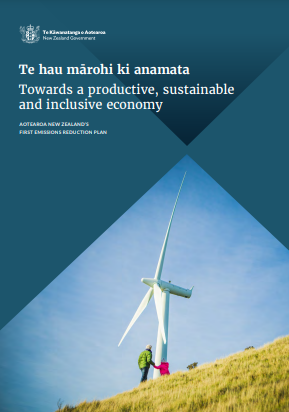 Te Kāwanatanga o Aotearoa
New Zealand Government
Te hau mārohi ki anamata
Towards a productive, sustainable
and inclusive economy
AOTEAROA NEW ZEALAND'S
FIRST EMISSIONS REDUCTION PLAN